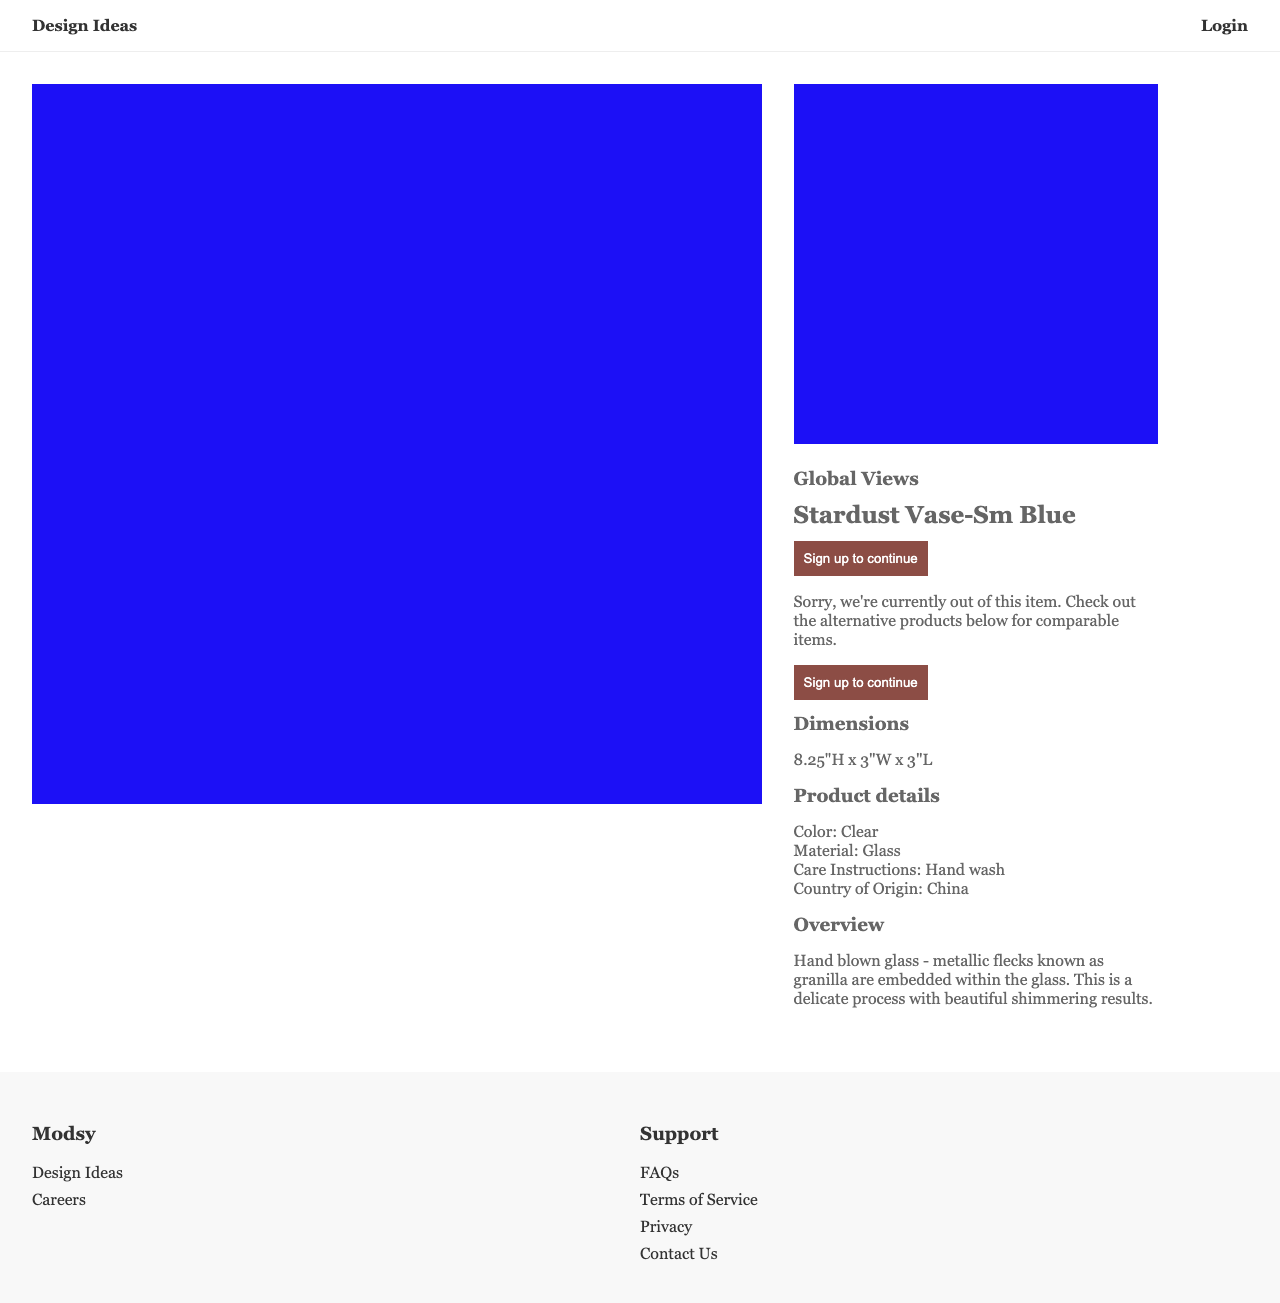 Design Ideas
Login
Global Views
Stardust Vase-Sm Blue
Sign up to continue
Sorry, we're currently out of this item. Check out
the alternative products below for comparable
items.
Sign up to continue
Dimensions
8.25"H x 3"W x 3"L
Product details
Color: Clear
Material: Glass
Care Instructions: Hand wash
Country of Origin: China
Overview
Hand blown glass - metallic flecks known as
granilla are embedded within the glass. This is a
delicate process with beautiful shimmering results.
Modsy
Design Ideas
Careers
Support
FAQs
Terms of Service
Privacy
Contact Us